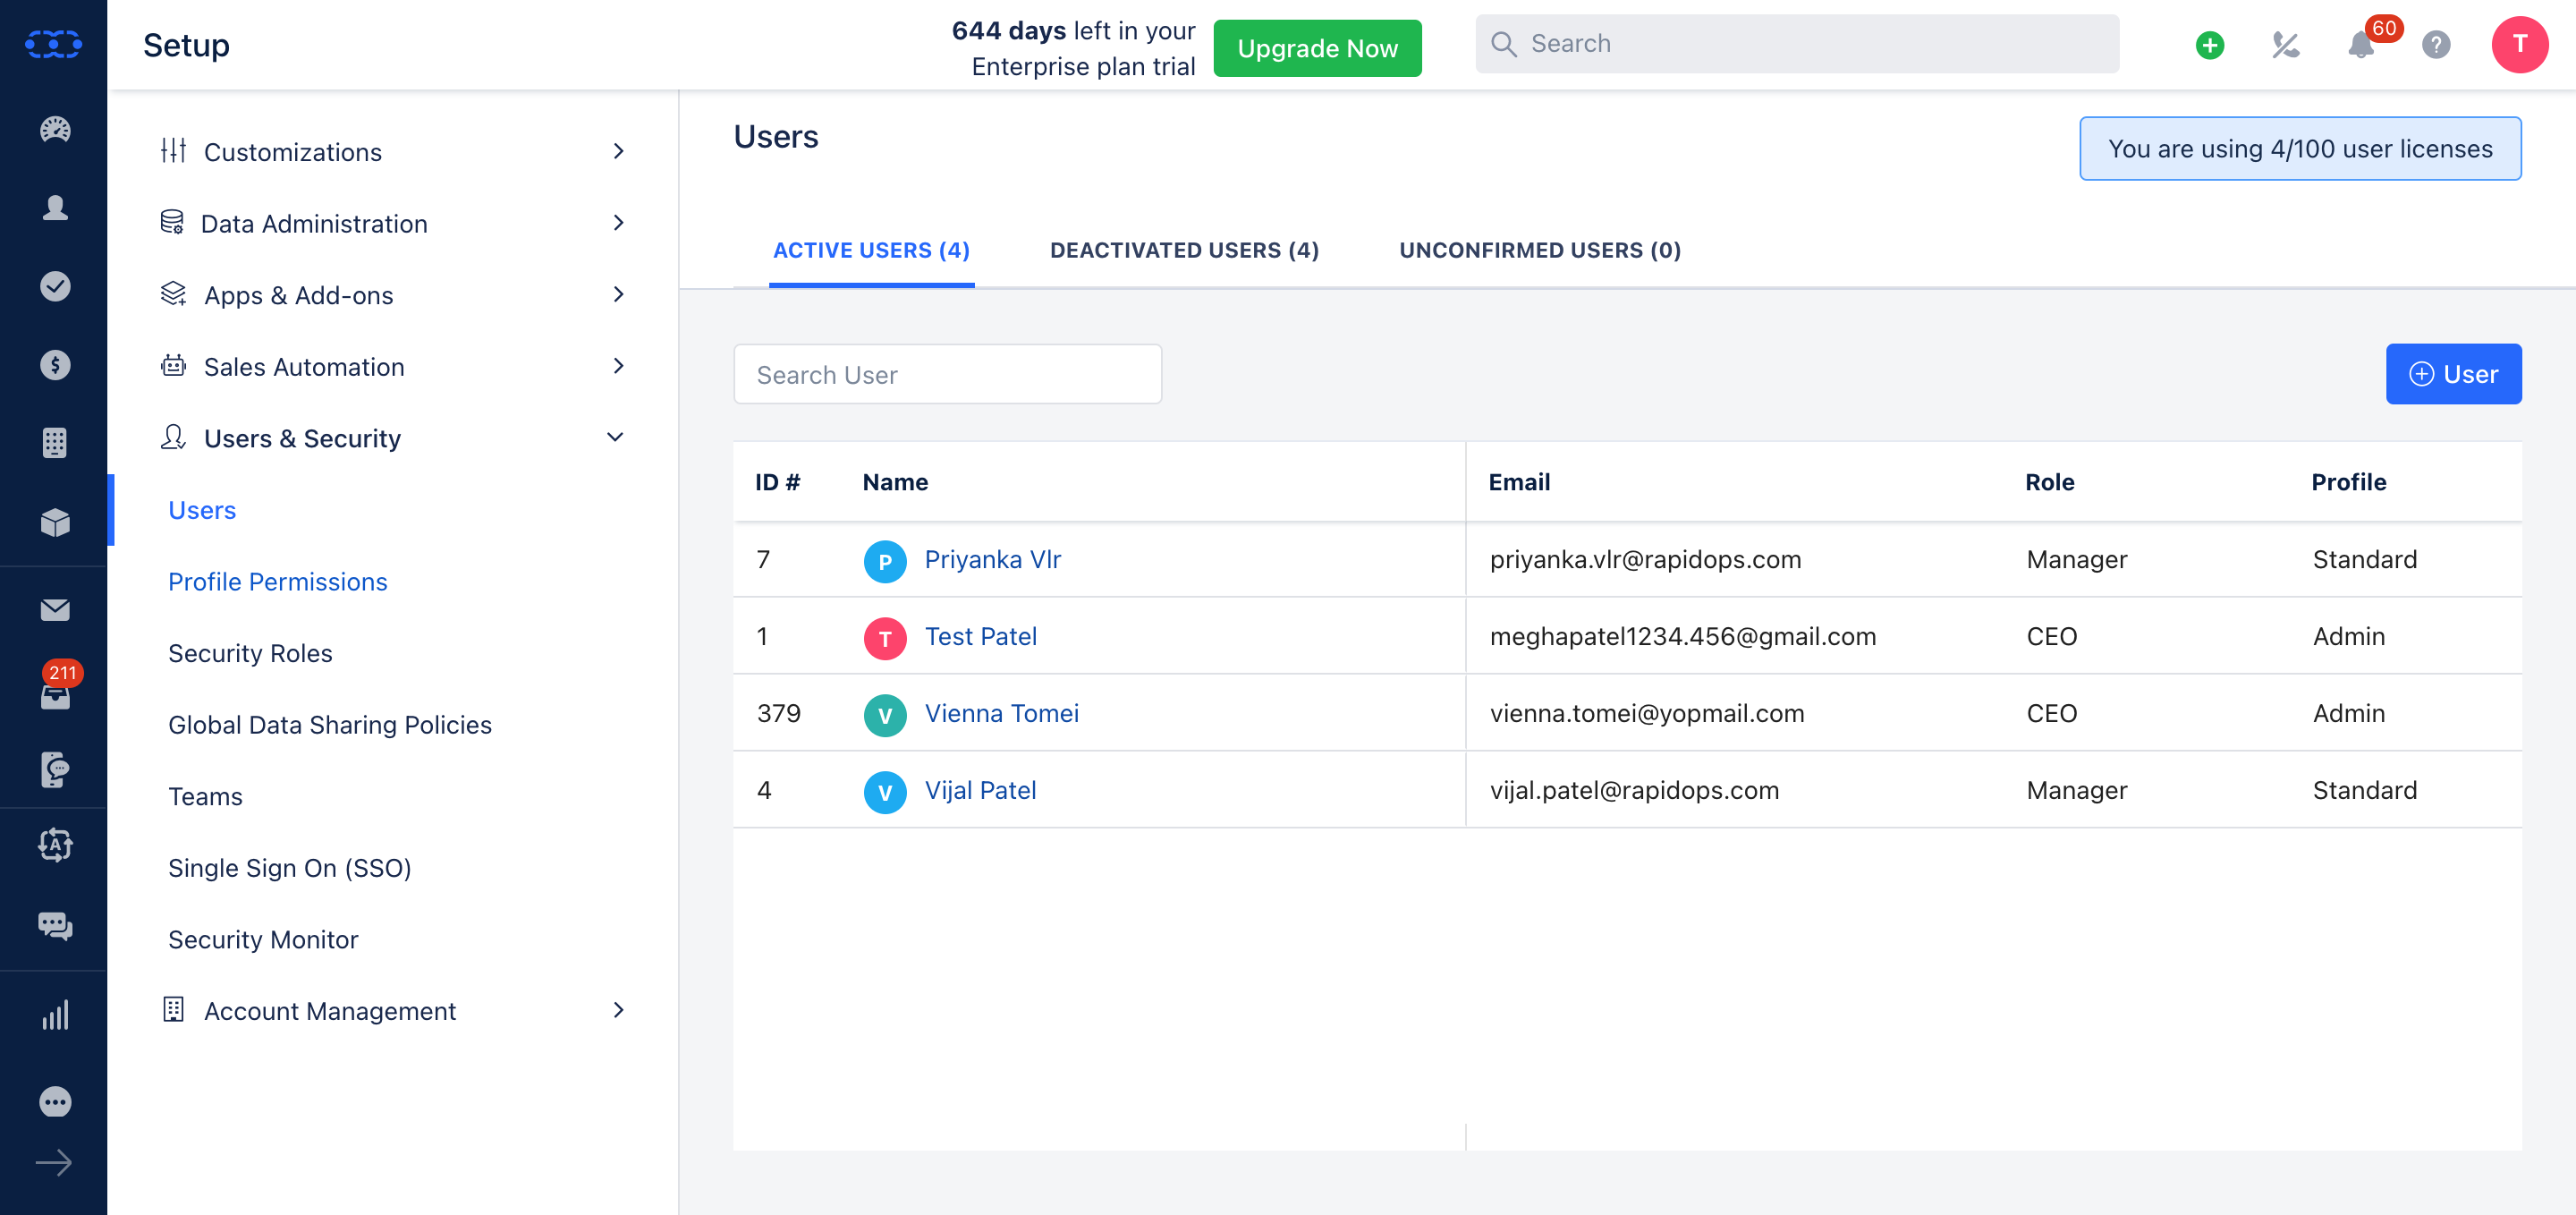 Setup
644 days left in your
Enterprise plan trial
Upgrade Now
Search
60
?
T
Customizations
Data Administration
Apps & Add-ons
Sales Automation
Users & Security
Users
Profile Permissions
Security Roles
Global Data Sharing Policies
Teams
Single Sign On (SSO)
Security Monitor
Account Management
$
211
A
Users
You are using 4/100 user licenses
ACTIVE USERS (4) DEACTIVATED USERS (4) UNCONFIRMED USERS (0)
Search User
User
ID # Name Email Role Profile
7 P Priyanka Vlr priyanka.vlr@rapidops.com Manager Standard
1 T Test Patel meghapatel1234.456@gmail.com CEO Admin
379 V Vienna Tomei vienna.tomei@yopmail.com CEO Admin
4 V Vijal Patel vijal.patel@rapidops.com Manager Standard